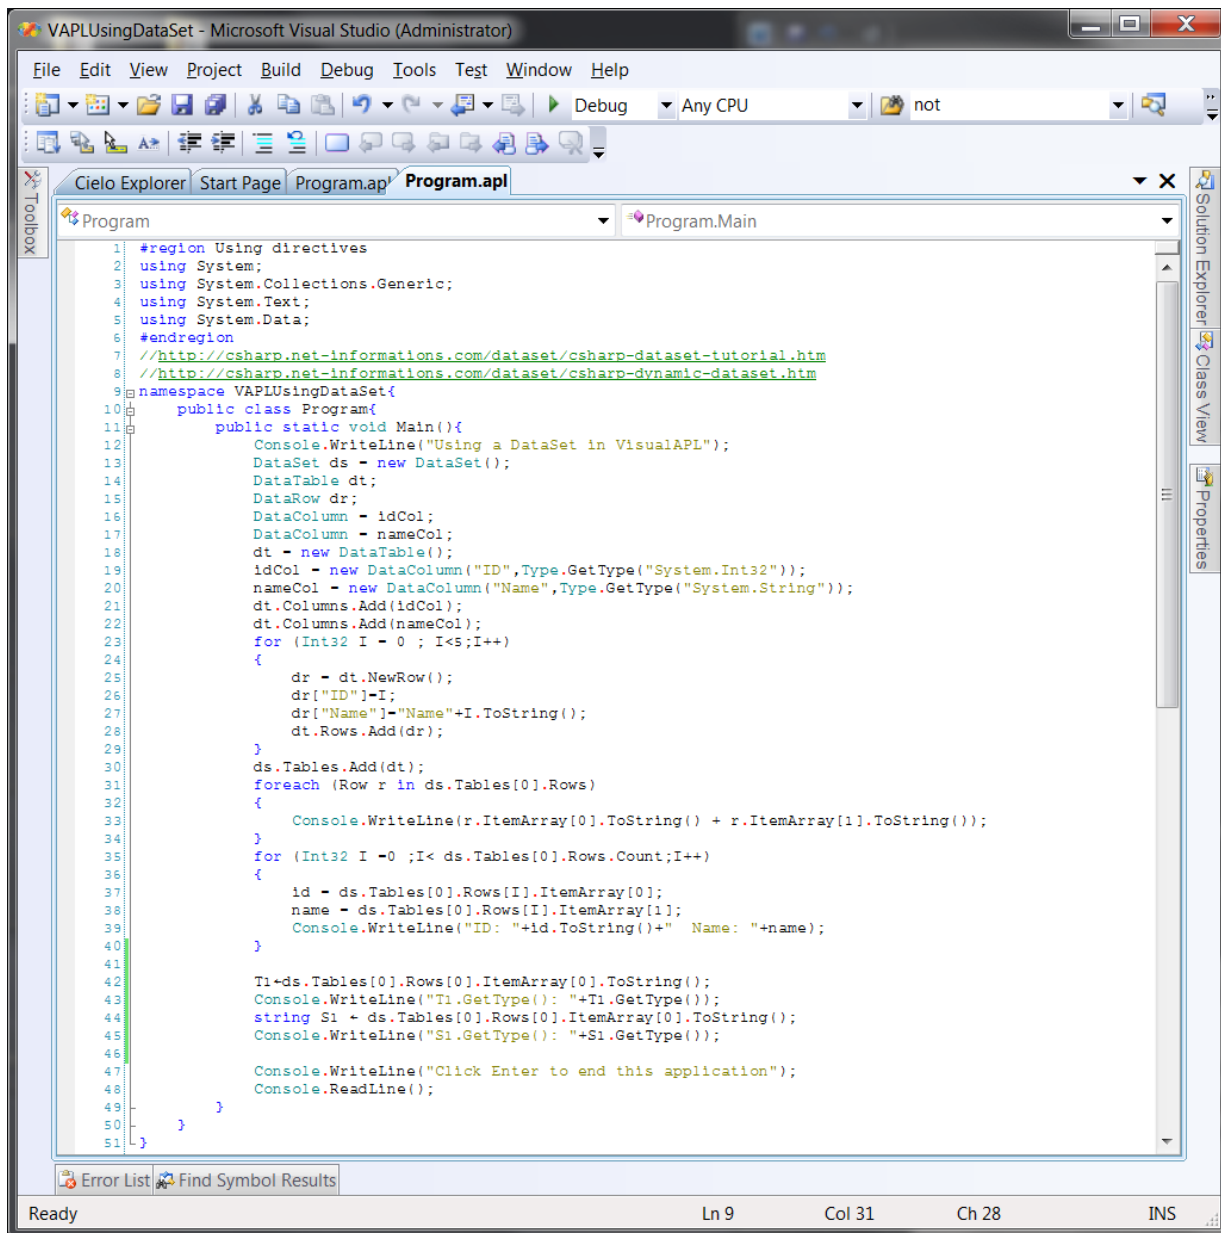 VAPLUsingDataSet - Microsoft Visual Studio (Administrator)
File Edit View Project Build Debug Tools Test Window Help
Debug Any CPU not
Cielo Explorer Start Page Program.apl Program.apl
Toolbox
Solution Explorer
Class View
Properties
Program Program.Main
1 #region Using directives
2 using System;
3 using System.Collections.Generic;
4 using System.Text;
5 using System.Data;
6 #endregion
7 //http://csharp.net-informations.com/dataset/csharp-dataset-tutorial.htm
8 //http://csharp.net-informations.com/dataset/csharp-dynamic-dataset.htm
9 namespace VAPLUsingDataSet{
10 public class Program{
11 public static void Main(){
12 Console.WriteLine("Using a DataSet in VisualAPL");
13 DataSet ds = new DataSet();
14 DataTable dt;
15 DataRow dr;
16 DataColumn = idCol;
17 DataColumn = nameCol;
18 dt = new DataTable();
19 idCol = new DataColumn("ID",Type.GetType("System.Int32"));
20 nameCol = new DataColumn("Name",Type.GetType("System.String"));
21 dt.Columns.Add(idCol);
22 dt.Columns.Add(nameCol);
23 for (Int32 I = 0 ; I<5;I++)
24 {
25 dr = dt.NewRow();
26 dr["ID"]=I;
27 dr["Name"]="Name"+I.ToString();
28 dt.Rows.Add(dr);
29 }
30 ds.Tables.Add(dt);
31 foreach (Row r in ds.Tables[0].Rows)
32 {
33 Console.WriteLine(r.ItemArray[0].ToString() + r.ItemArray[1].ToString());
34 }
35 for (Int32 I =0 ;I< ds.Tables[0].Rows.Count;I++)
36 {
37 id = ds.Tables[0].Rows[I].ItemArray[0];
38 name = ds.Tables[0].Rows[I].ItemArray[1];
39 Console.WriteLine("ID: "+id.ToString()+"  Name: "+name);
40 }
41
42 T1←ds.Tables[0].Rows[0].ItemArray[0].ToString();
43 Console.WriteLine("T1.GetType(): "+T1.GetType());
44 string S1 ← ds.Tables[0].Rows[0].ItemArray[0].ToString();
45 Console.WriteLine("S1.GetType(): "+S1.GetType());
46
47 Console.WriteLine("Click Enter to end this application");
48 Console.ReadLine();
49 }
50 }
51 }
Error List Find Symbol Results
Ready Ln 9 Col 31 Ch 28 INS